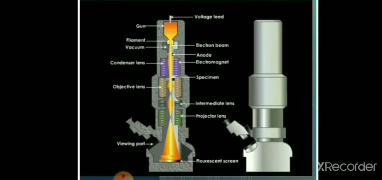 Voltage feed
Gun
Filament
Vacuum
Electron beam
Anode
Condenser lens
Electromagnet
Specimen
Objective lens
Intermediate lens
Projector lens
Viewing port
Flourescent screen
XRecorder